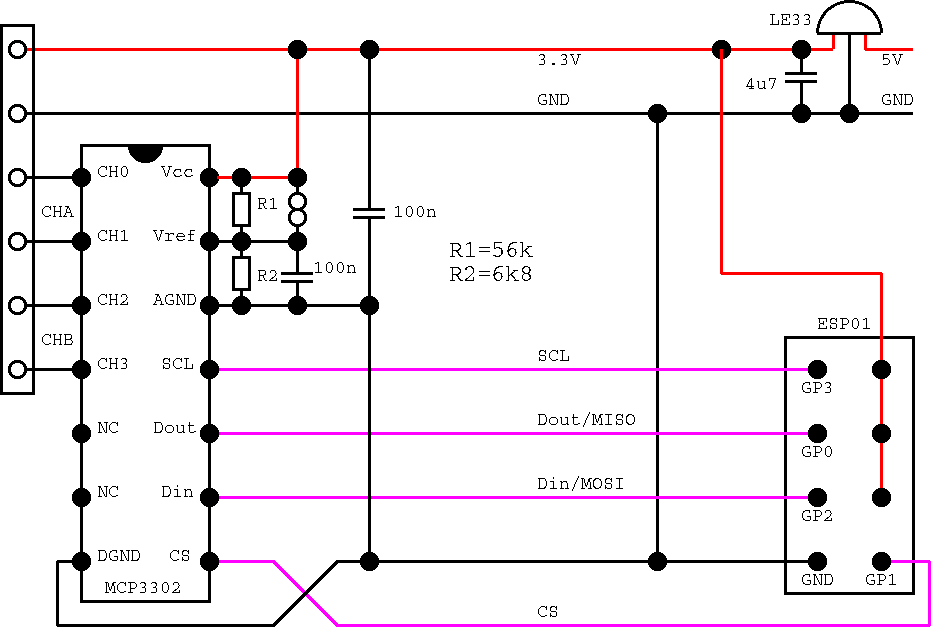 LE33
3.3V
5V
4u7
GND
GND
CH0
Vcc
CHA
R1
100n
CH1
Vref
R1=56k
R2=6k8
R2
100n
CH2
AGND
ESP01
CHB
CH3
SCL
SCL
GP3
NC
Dout
Dout/MISO
GP0
NC
Din
Din/MOSI
GP2
DGND
CS
GND
GP1
MCP3302
CS